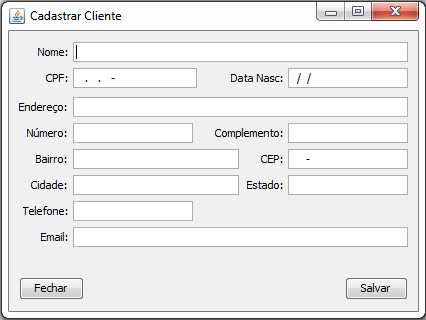 Cadastrar Cliente
Nome:
CPF: . . - Data Nasc: / /
Endereço:
Número: Complemento:
Bairro: CEP: -
Cidade: Estado:
Telefone:
Email:
Fechar Salvar